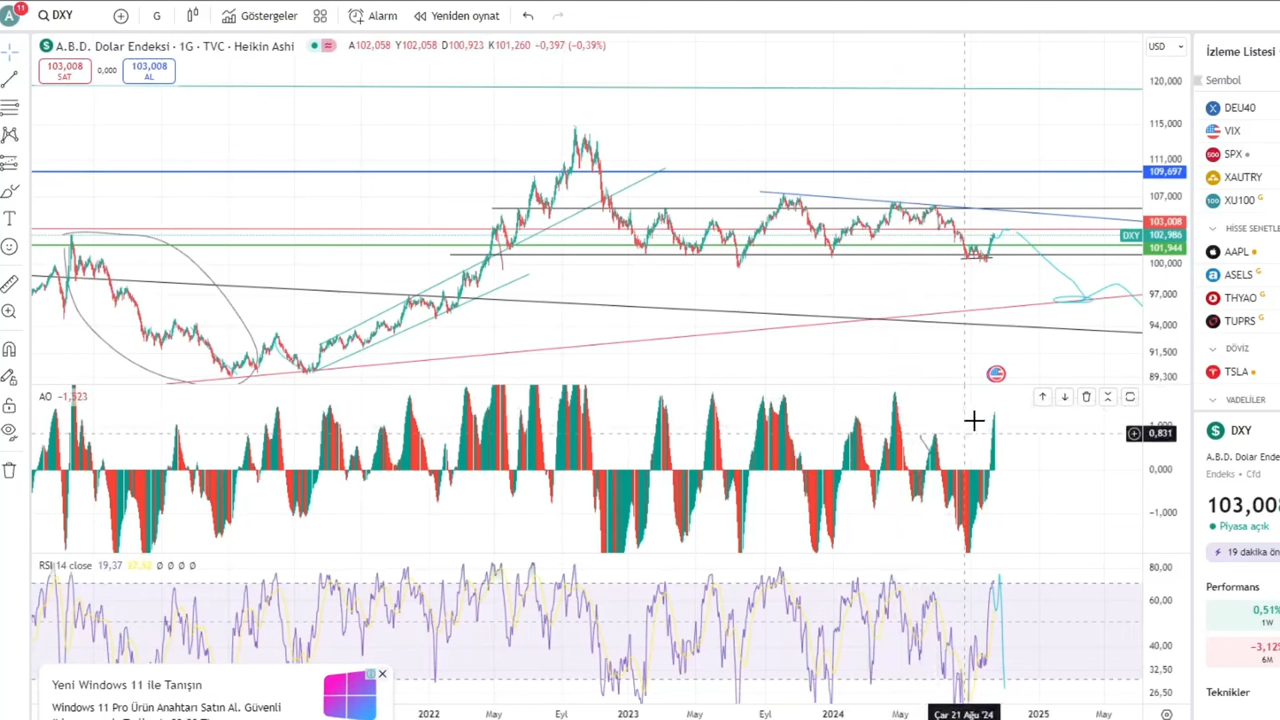 A 11 DXY G Göstergeler Alarm Yeniden oynat
A.B.D. Dolar Endeksi · 1G · TVC · Heikin Ashi A102,058 Y102,058 D100,923 K101,260 −0,397 (−0,39%)
103,008 SAT 0,000 103,008 AL
USD
120,000
115,000
111,000
109,697
107,000
103,008
DXY 102,986
101,944
100,000
97,000
94,000
91,500
89,300
AO −1,523
0,831
0,000
−1,000
RSI 14 close 19,37 Ø Ø Ø Ø
80,00
60,00
40,00
32,50
26,50
2022 May Eyl 2023 May Eyl 2024 May Çar 21 Ağu '24 2025 May
Yeni Windows 11 ile Tanışın
Windows 11 Pro Ürün Anahtarı Satın Al. Güvenli
İzleme Listesi
Sembol
DEU40
VIX
500 SPX
XAUTRY
100 XU100 G
HİSSE SENETLE
AAPL
ASELS G
THYAO G
TUPRS G
DÖVİZ
TSLA
VADELİLER
DXY
A.B.D. Dolar Ende
Endeks • Cfd
103,008
Piyasa açık
19 dakika ön
Performans
0,51%
1W
−3,12%
6M
Teknikler